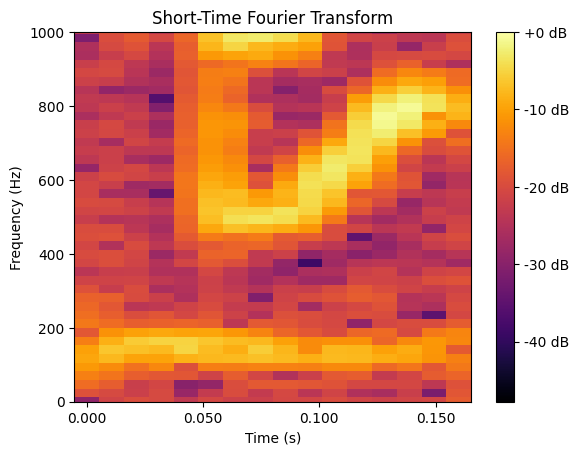 Short-Time Fourier Transform
1000
800
600
400
200
0
Frequency (Hz)
0.000
0.050
0.100
0.150
Time (s)
+0 dB
-10 dB
-20 dB
-30 dB
-40 dB